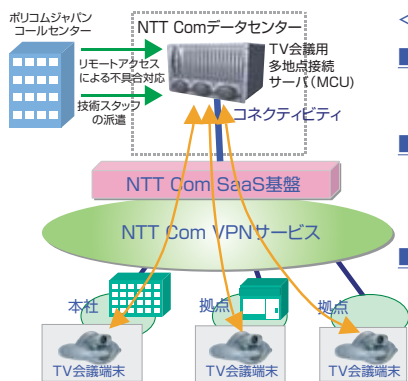 ポリコムジャパン
コールセンター
NTT Comデータセンター
リモートアクセス
による不具合対応
技術スタッフ
の派遣
TV会議用
多地点接続
サーバ(MCU)
コネクティビティ
NTT Com SaaS基盤
NTT Com VPNサービス
本社
拠点
拠点
TV会議端末
TV会議端末
TV会議端末
<